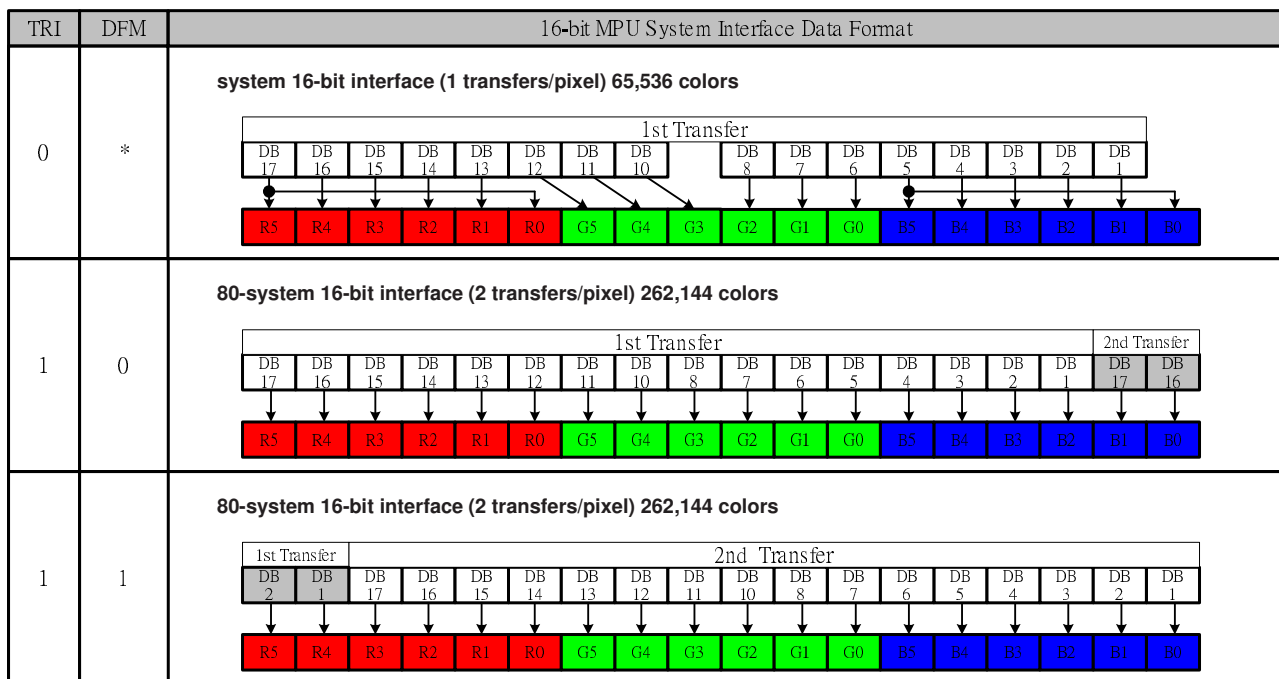 TRI DFM 16-bit MPU System Interface Data Format
system 16-bit interface (1 transfers/pixel) 65,536 colors
1st Transfer
0 *
DB 17 DB 16 DB 15 DB 14 DB 13 DB 12 DB 11 DB 10 DB 8 DB 7 DB 6 DB 5 DB 4 DB 3 DB 2 DB 1
R5 R4 R3 R2 R1 R0 G5 G4 G3 G2 G1 G0 B5 B4 B3 B2 B1 B0
80-system 16-bit interface (2 transfers/pixel) 262,144 colors
1st Transfer 2nd Transfer
1 0
DB 17 DB 16 DB 15 DB 14 DB 13 DB 12 DB 11 DB 10 DB 8 DB 7 DB 6 DB 5 DB 4 DB 3 DB 2 DB 1 DB 17 DB 16
R5 R4 R3 R2 R1 R0 G5 G4 G3 G2 G1 G0 B5 B4 B3 B2 B1 B0
80-system 16-bit interface (2 transfers/pixel) 262,144 colors
1st Transfer 2nd Transfer
1 1
DB 2 DB 1 DB 17 DB 16 DB 15 DB 14 DB 13 DB 12 DB 11 DB 10 DB 8 DB 7 DB 6 DB 5 DB 4 DB 3 DB 2 DB 1
R5 R4 R3 R2 R1 R0 G5 G4 G3 G2 G1 G0 B5 B4 B3 B2 B1 B0